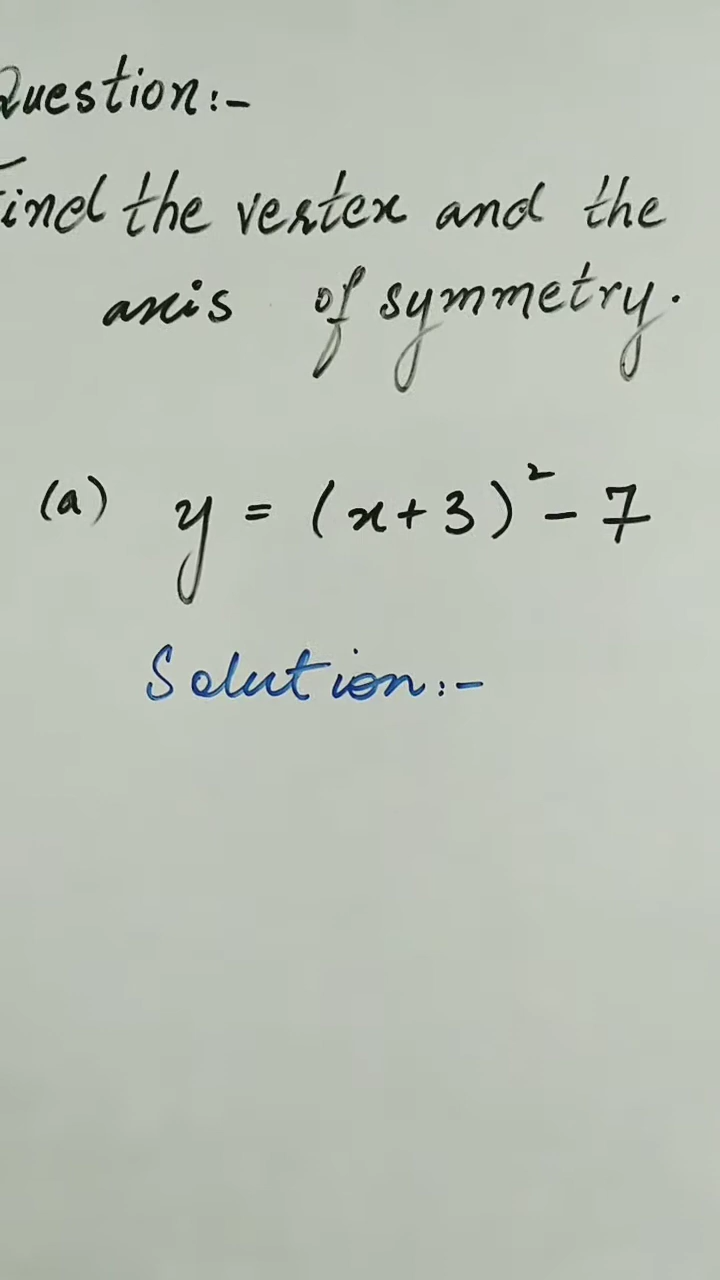 Question:-
Find the vertex and the
axis of symmetry.
(a) y = (x+3)² - 7
Solution:-